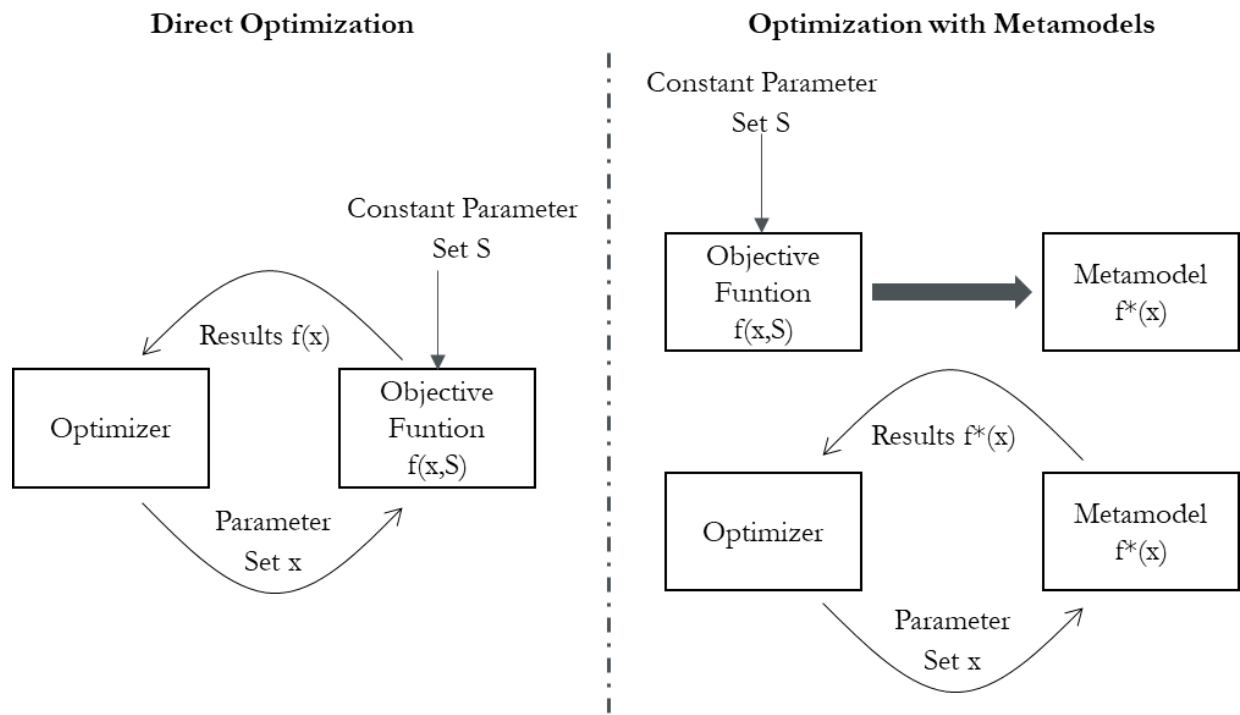 Direct Optimization
Constant Parameter
Set S
Results f(x)
Optimizer
Objective
Funtion
f(x,S)
Parameter
Set x
Optimization with Metamodels
Constant Parameter
Set S
Objective
Funtion
f(x,S)
Metamodel
f*(x)
Results f*(x)
Optimizer
Metamodel
f*(x)
Parameter
Set x